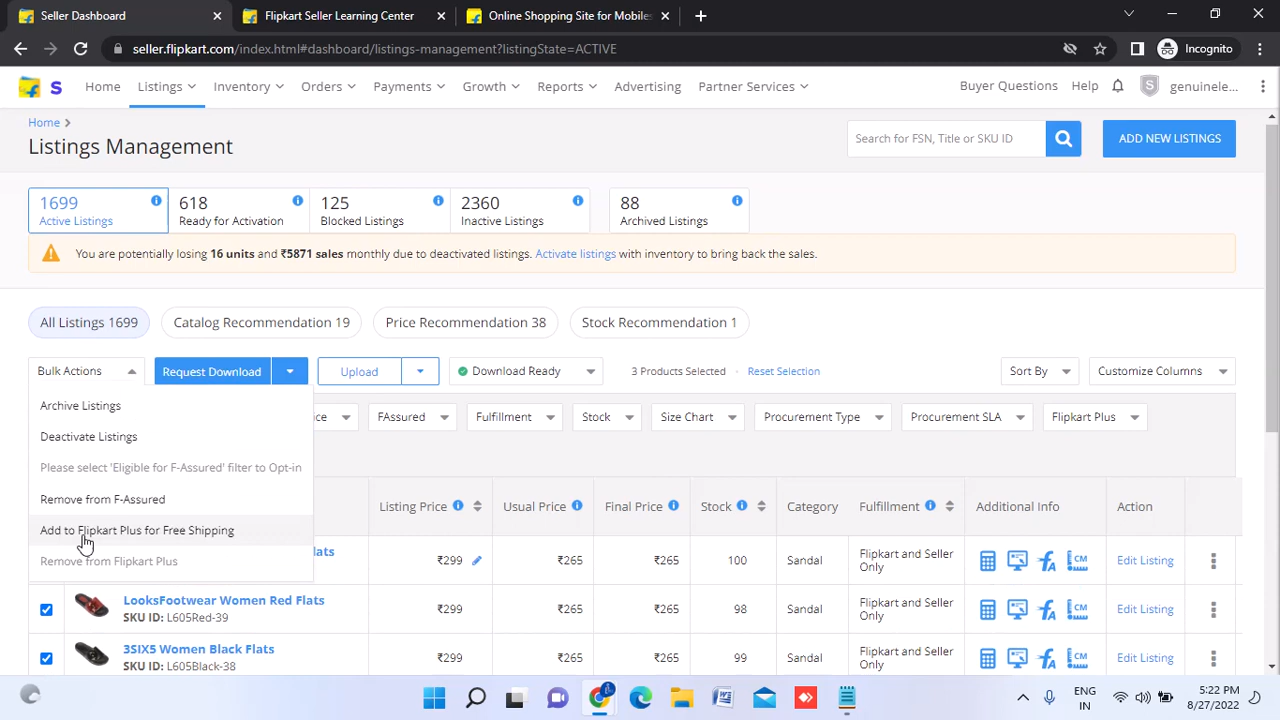 Seller Dashboard
Flipkart Seller Learning Center
Online Shopping Site for Mobile
seller.flipkart.com/index.html#dashboard/listings-management?listingState=ACTIVE
Incognito
S
Home
Listings
Inventory
Orders
Payments
Growth
Reports
Advertising
Partner Services
Buyer Questions
Help
S
genuinele...
Home
Listings Management
Search for FSN, Title or SKU ID
ADD NEW LISTINGS
1699
Active Listings
618
Ready for Activation
125
Blocked Listings
2360
Inactive Listings
88
Archived Listings
You are potentially losing 16 units and ₹5871 sales monthly due to deactivated listings. Activate listings with inventory to bring back the sales.
All Listings 1699
Catalog Recommendation 19
Price Recommendation 38
Stock Recommendation 1
Bulk Actions
Request Download
Upload
Download Ready
3 Products Selected
Reset Selection
Sort By
Customize Columns
Archive Listings
Deactivate Listings
Please select 'Eligible for F-Assured' filter to Opt-in
Remove from F-Assured
Add to Flipkart Plus for Free Shipping
Remove from Flipkart Plus
ce
FAssured
Fulfillment
Stock
Size Chart
Procurement Type
Procurement SLA
Flipkart Plus
Listing Price
Usual Price
Final Price
Stock
Category
Fulfillment
Additional Info
Action
lats
₹299
₹265
₹265
100
Sandal
Flipkart and Seller Only
CM
Edit Listing
LooksFootwear Women Red Flats
SKU ID: L605Red-39
₹299
₹265
₹265
98
Sandal
Flipkart and Seller Only
CM
Edit Listing
3SIX5 Women Black Flats
SKU ID: L605Black-38
₹299
₹265
₹265
99
Sandal
Flipkart and Seller Only
CM
Edit Listing
ENG
IN
5:22 PM
8/27/2022